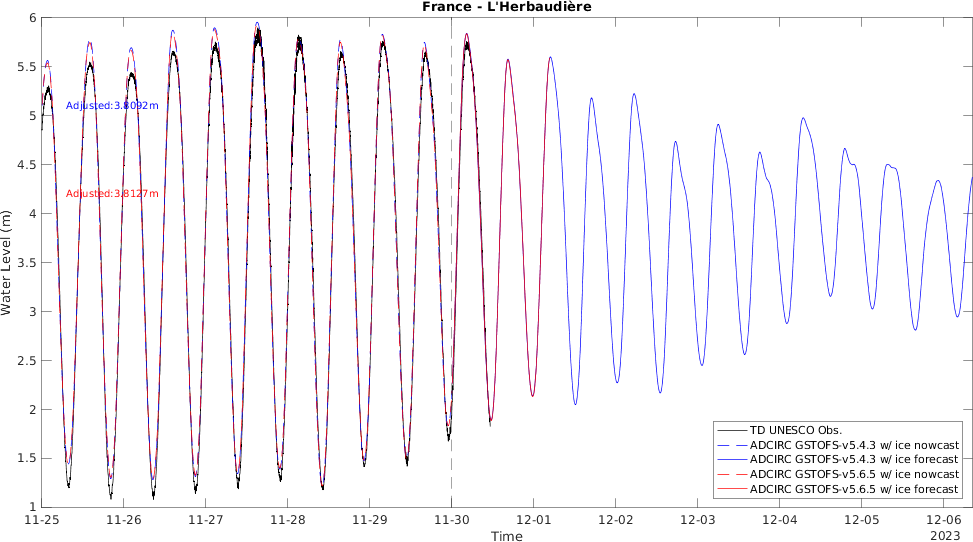 France - L'Herbaudière
6
5.5
5
4.5
4
3.5
3
2.5
2
1.5
1
Water Level (m)
Adjusted:3.8092m
Adjusted:3.8127m
TD UNESCO Obs.
ADCIRC GSTOFS-v5.4.3 w/ ice nowcast
ADCIRC GSTOFS-v5.4.3 w/ ice forecast
ADCIRC GSTOFS-v5.6.5 w/ ice nowcast
ADCIRC GSTOFS-v5.6.5 w/ ice forecast
11-25 11-26 11-27 11-28 11-29 11-30 12-01 12-02 12-03 12-04 12-05 12-06
Time 2023